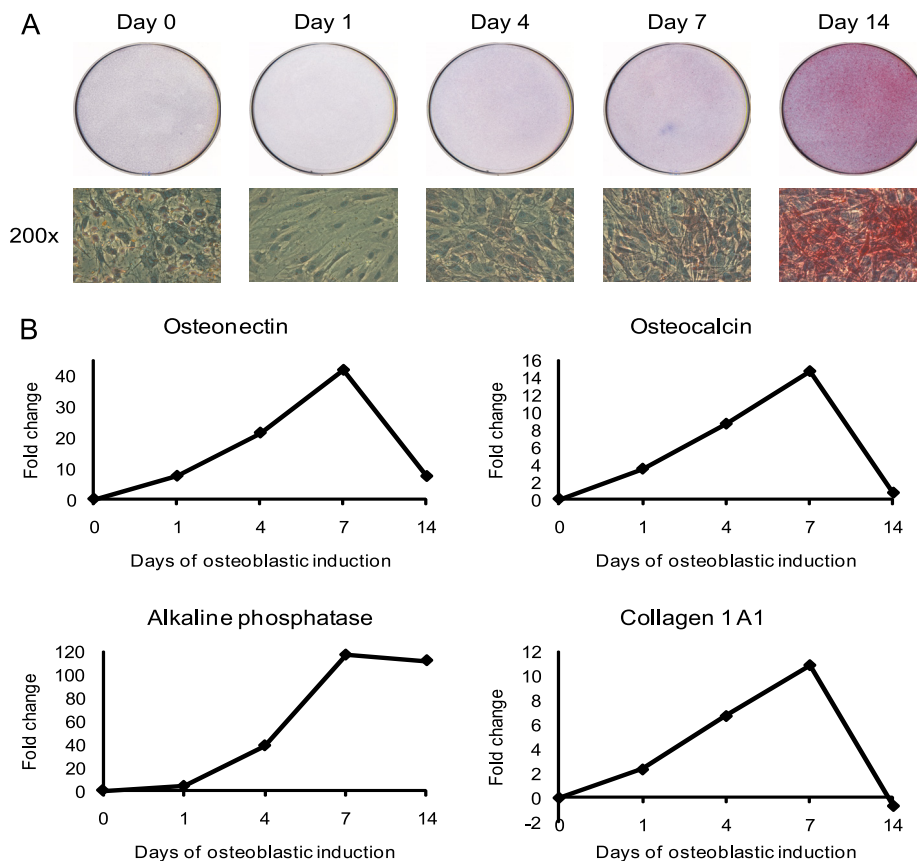 A
Day 0 Day 1 Day 4 Day 7 Day 14
200x
B
Osteonectin
Fold change
40
30
20
10
0
0 1 4 7 14
Days of osteoblastic induction
Osteocalcin
Fold change
16
14
12
10
8
6
4
2
0
0 1 4 7 14
Days of osteoblastic induction
Alkaline phosphatase
Fold change
120
100
80
60
40
20
0
0 1 4 7 14
Days of osteoblastic induction
Collagen 1A1
Fold change
12
10
8
6
4
2
0
-2
0 1 4 7 14
Days of osteoblastic induction